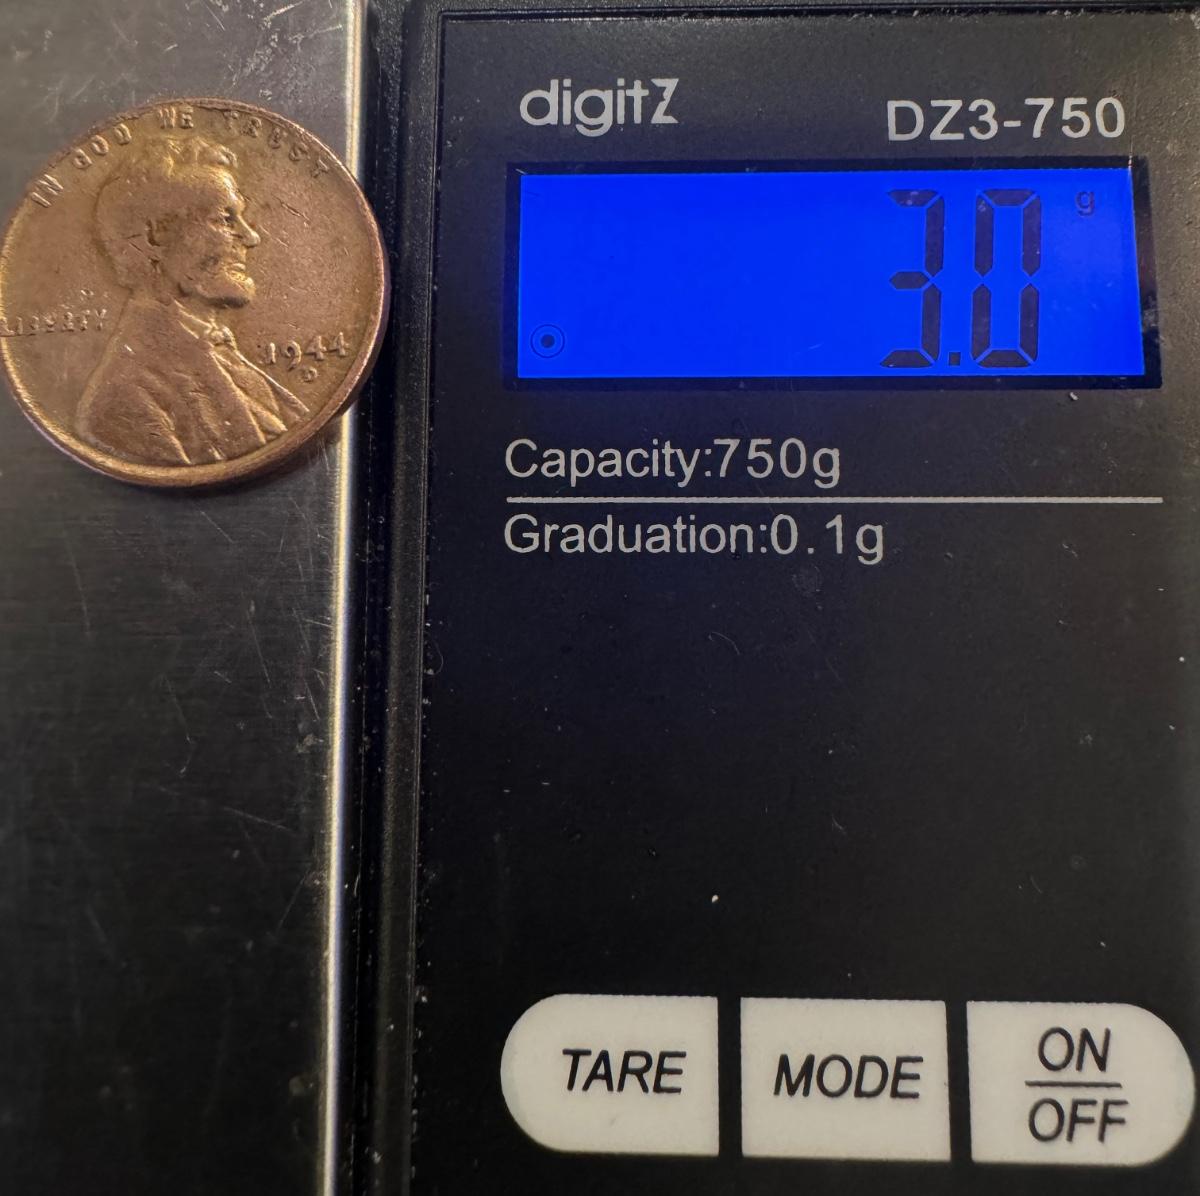 IN GOD WE TRUST
LIBERTY
1944
D
digitZ
DZ3-750
3.0 g
Capacity:750g
Graduation:0.1g
TARE
MODE
ON
OFF